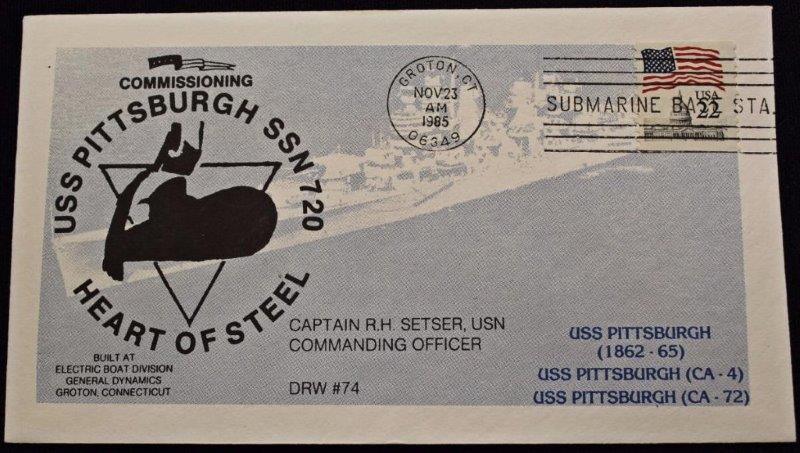 COMMISSIONING
USS PITTSBURGH SSN 720
HEART OF STEEL
BUILT AT
ELECTRIC BOAT DIVISION
GENERAL DYNAMICS
GROTON, CONNECTICUT
GROTON, CT
NOV 23
AM
1985
06349
SUBMARINE BASE STA.
USA
22
CAPTAIN R.H. SETSER, USN
COMMANDING OFFICER
DRW #74
USS PITTSBURGH
(1862 - 65)
USS PITTSBURGH (CA - 4)
USS PITTSBURGH (CA - 72)